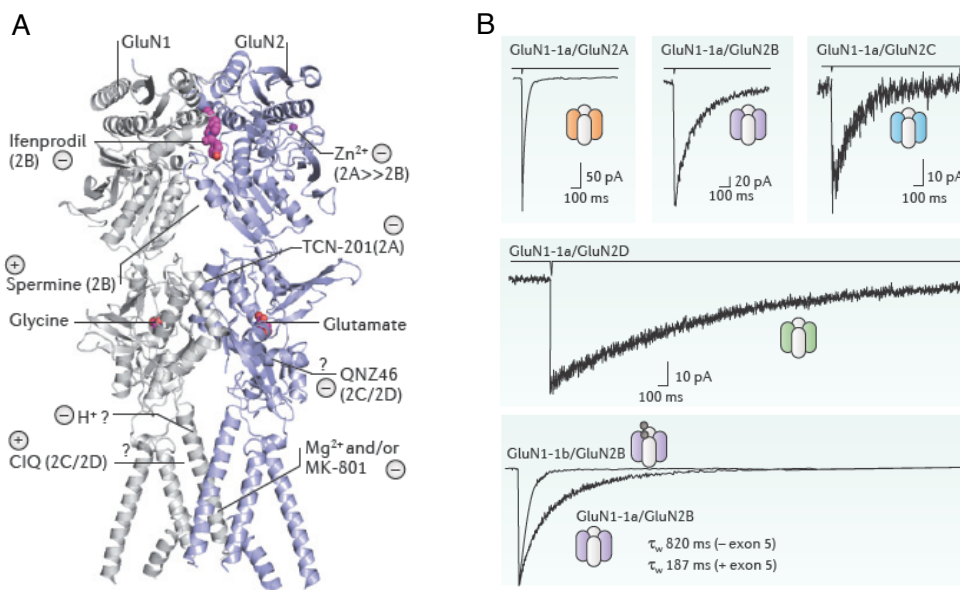 A
GluN1
GluN2
Ifenprodil
(2B) −
Zn²⁺ −
(2A>>2B)
−
TCN-201(2A)
+
Spermine (2B)
Glycine
Glutamate
?
QNZ46
− (2C/2D)
− H⁺ ?
+
?
CIQ (2C/2D)
Mg²⁺ and/or
MK-801 −
B
GluN1-1a/GluN2A
50 pA
100 ms
GluN1-1a/GluN2B
20 pA
100 ms
GluN1-1a/GluN2C
10 pA
100 ms
GluN1-1a/GluN2D
10 pA
100 ms
GluN1-1b/GluN2B
GluN1-1a/GluN2B
τw 820 ms (– exon 5)
τw 187 ms (+ exon 5)